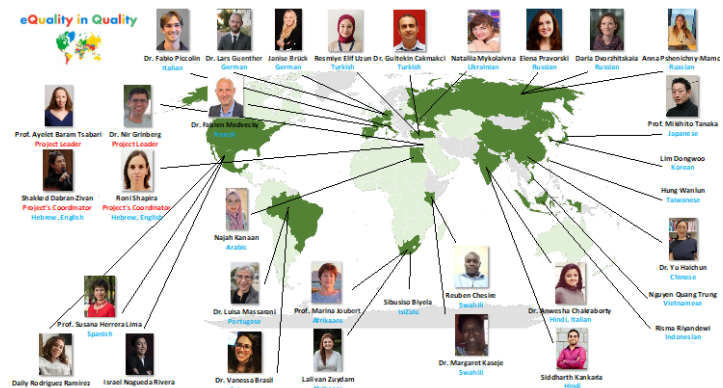 eQuality in Quality
Dr. Fabio Piccolin
Italian
Dr. Lars Guenther
German
Janise Brück
German
Resmiye Elif Uzun
Turkish
Dr. Gultekin Cakmakci
Turkish
Nataliia Mykolaivna
Ukrainian
Elena Pravorski
Russian
Daria Dvorzhitskaia
Russian
Anna Pshenichny-Mamo
Russian
Prof. Ayelet Baram Tsabari
Project Leader
Dr. Nir Grinberg
Project Leader
Dr. Fabien Medvecky
French
Prof. Mikihito Tanaka
Japanese
Shakked Dabran-Zivan
Project's Coordinator
Hebrew, English
Roni Shapira
Project's Coordinator
Hebrew, English
Lim Dongwoo
Korean
Hung Wanlun
Taiwanese
Najah Kanaan
Arabic
Dr. Yu Haichun
Chinese
Prof. Susana Herrera Lima
Spanish
Dr. Luisa Massarani
Portugese
Prof. Marina Joubert
Afrikaans
Sibusiso Biyela
IsiZulu
Reuben Chesire
Swahili
Dr. Anwesha Chakraborty
Hindi, Italian
Nguyen Quang Trung
Vietnamese
Risma Riyandewi
Indonesian
Daily Rodriguez Ramirez
Israel Nogueda Rivera
Dr. Vanessa Brasil
Lali van Zuydam
Dr. Margaret Kaseje
Swahili
Siddharth Kankaria
Hindi